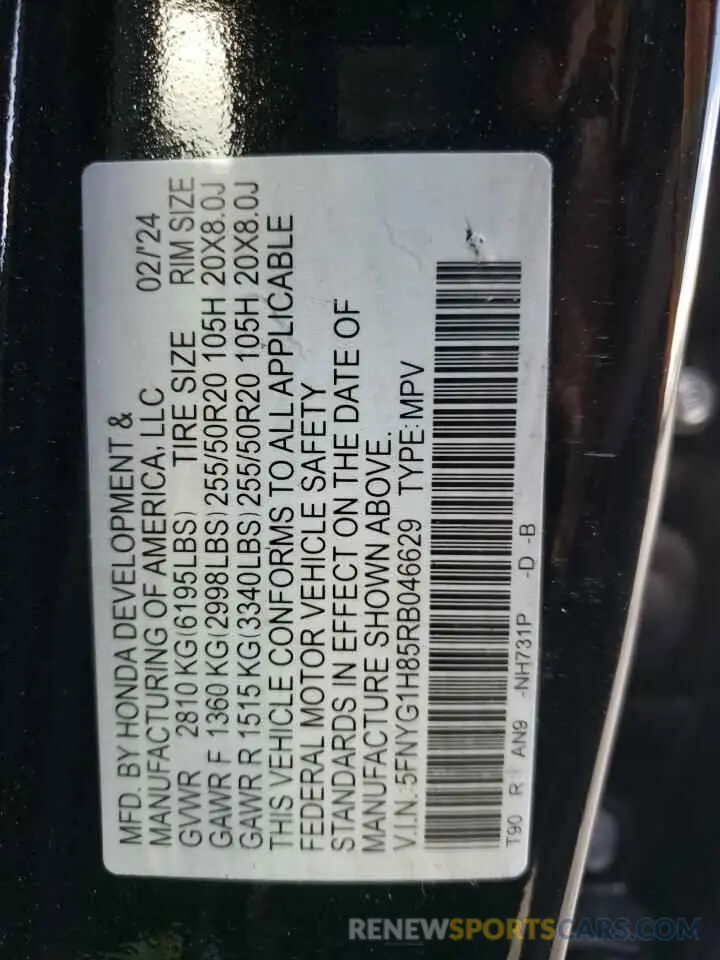 MFD. BY HONDA DEVELOPMENT &
MANUFACTURING OF AMERICA, LLC 02/'24
GVWR 2810 KG(6195LBS) TIRE SIZE RIM SIZE
GAWR F 1360 KG(2998LBS) 255/50R20 105H 20X8.0J
GAWR R 1515 KG(3340LBS) 255/50R20 105H 20X8.0J
THIS VEHICLE CONFORMS TO ALL APPLICABLE
FEDERAL MOTOR VEHICLE SAFETY
STANDARDS IN EFFECT ON THE DATE OF
MANUFACTURE SHOWN ABOVE.
V.I.N.:5FNYG1H85RB046629 TYPE:MPV
T90 R AN9 -NH731P -D -B
RENEWSPORTSCARS.COM